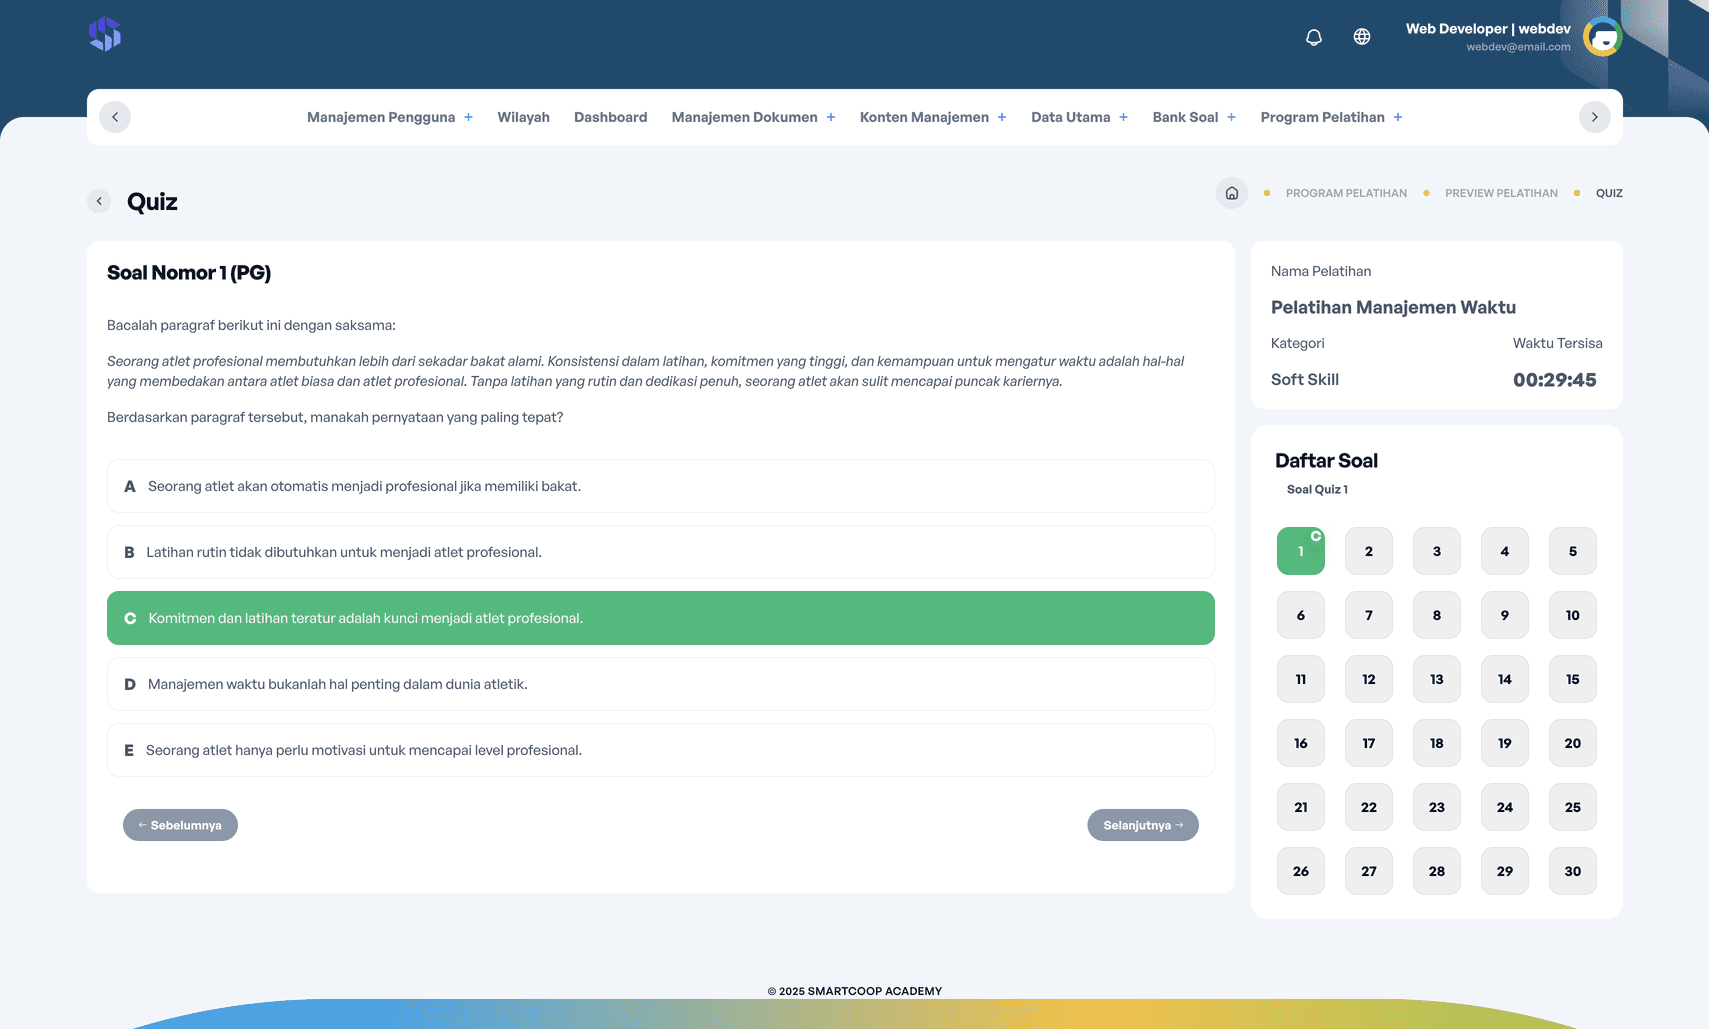 Web Developer | webdev
webdev@email.com
Manajemen Pengguna +
Wilayah
Dashboard
Manajemen Dokumen +
Konten Manajemen +
Data Utama +
Bank Soal +
Program Pelatihan +
Quiz
PROGRAM PELATIHAN
PREVIEW PELATIHAN
QUIZ
Soal Nomor 1 (PG)
Bacalah paragraf berikut ini dengan saksama:
Seorang atlet profesional membutuhkan lebih dari sekadar bakat alami. Konsistensi dalam latihan, komitmen yang tinggi, dan kemampuan untuk mengatur waktu adalah hal-hal
yang membedakan antara atlet biasa dan atlet profesional. Tanpa latihan yang rutin dan dedikasi penuh, seorang atlet akan sulit mencapai puncak kariernya.
Berdasarkan paragraf tersebut, manakah pernyataan yang paling tepat?
A Seorang atlet akan otomatis menjadi profesional jika memiliki bakat.
B Latihan rutin tidak dibutuhkan untuk menjadi atlet profesional.
C Komitmen dan latihan teratur adalah kunci menjadi atlet profesional.
D Manajemen waktu bukanlah hal penting dalam dunia atletik.
E Seorang atlet hanya perlu motivasi untuk mencapai level profesional.
← Sebelumnya
Selanjutnya →
Nama Pelatihan
Pelatihan Manajemen Waktu
Kategori Waktu Tersisa
Soft Skill 00:29:45
Daftar Soal
Soal Quiz 1
1 C 2 3 4 5
6 7 8 9 10
11 12 13 14 15
16 17 18 19 20
21 22 23 24 25
26 27 28 29 30
© 2025 SMARTCOOP ACADEMY